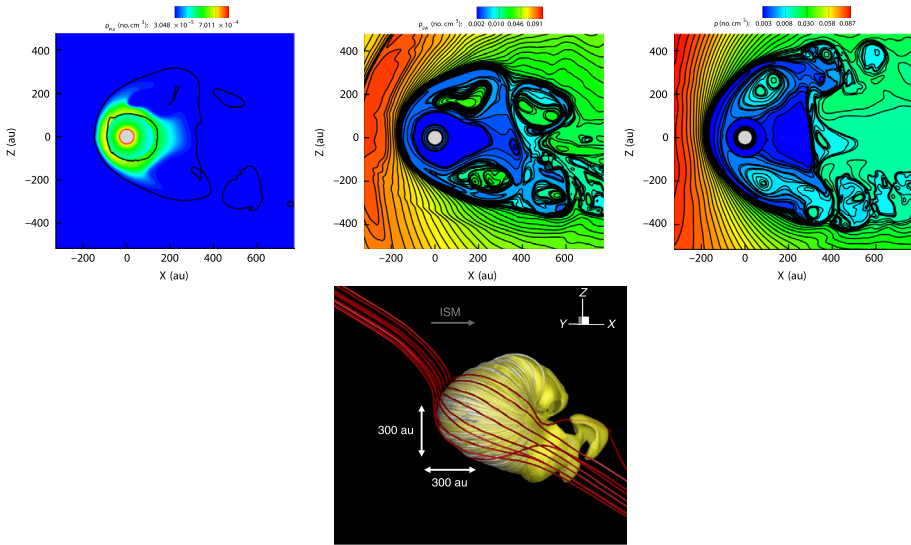 ρ (no. cm⁻³): 3.048 ×10⁻⁵ 7.011 ×10⁻⁴
ρSW (no. cm⁻³): 0.002 0.010 0.046 0.091
ρ (no. cm⁻³): 0.003 0.008 0.030 0.058 0.087
400 400 400
200 200 200
Z (au) 0 Z (au) 0 Z (au) 0
−200 −200 −200
−400 −400 −400
−200 0 200 400 600 −200 0 200 400 600 −200 0 200 400 600
X (au) X (au) X (au)
ISM
Z
Y X
300 au
300 au